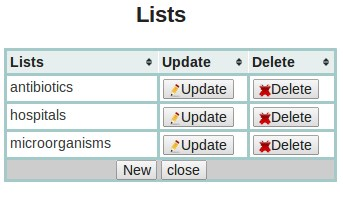 Lists
Lists Update Delete
antibiotics Update Delete
hospitals Update Delete
microorganisms Update Delete
New close